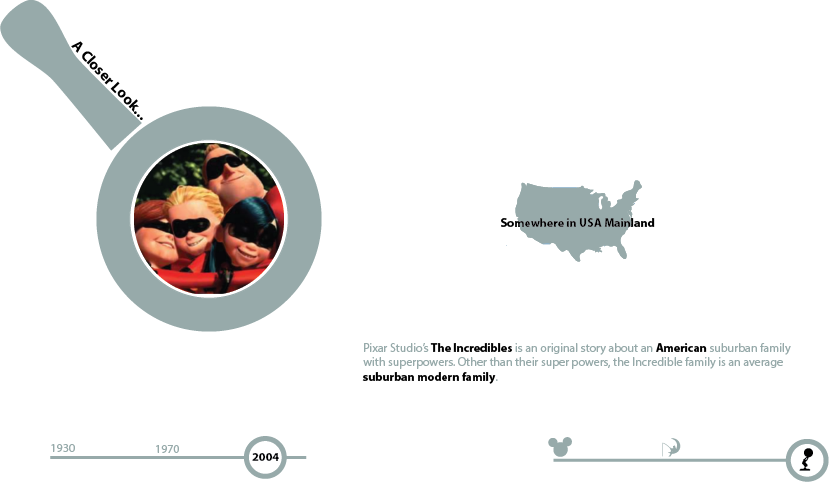 A Closer Look...
Somewhere in USA Mainland
Pixar Studio's The Incredibles is an original story about an American suburban family
with superpowers. Other than their super powers, the Incredible family is an average
suburban modern family.
1930
1970
2004